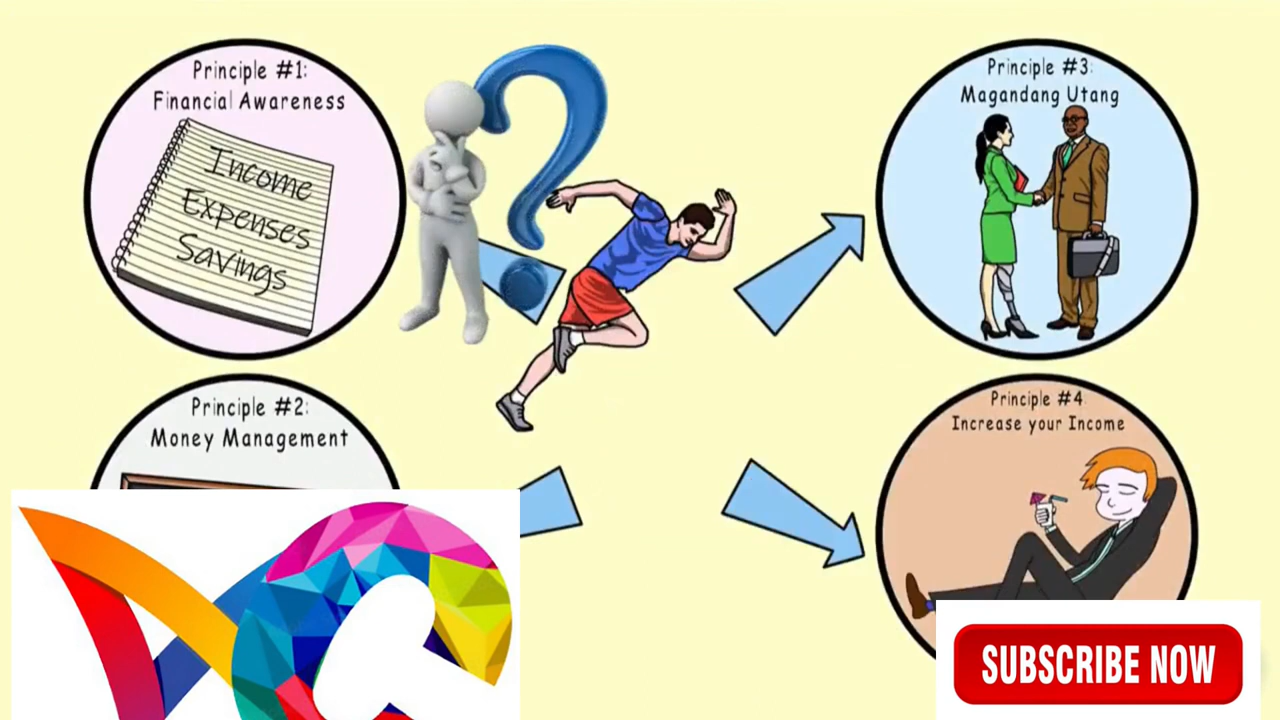 Principle #1:
Financial Awareness
Income
Expenses
Savings
Principle #2:
Money Management
Principle #3:
Magandang Utang
Principle #4
Increase your Income
SUBSCRIBE NOW